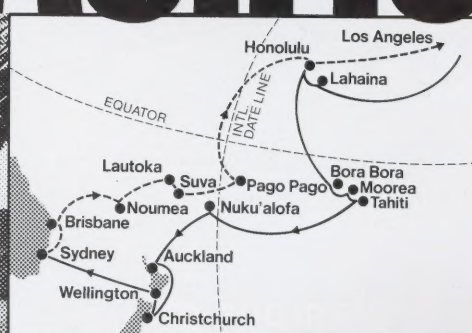 Honolulu
Los Angeles
Lahaina
EQUATOR
INTL.
DATE LINE
Lautoka
Suva
Pago Pago
Bora Bora
Moorea
Tahiti
Noumea
Nuku'alofa
Brisbane
Sydney
Auckland
Wellington
Christchurch